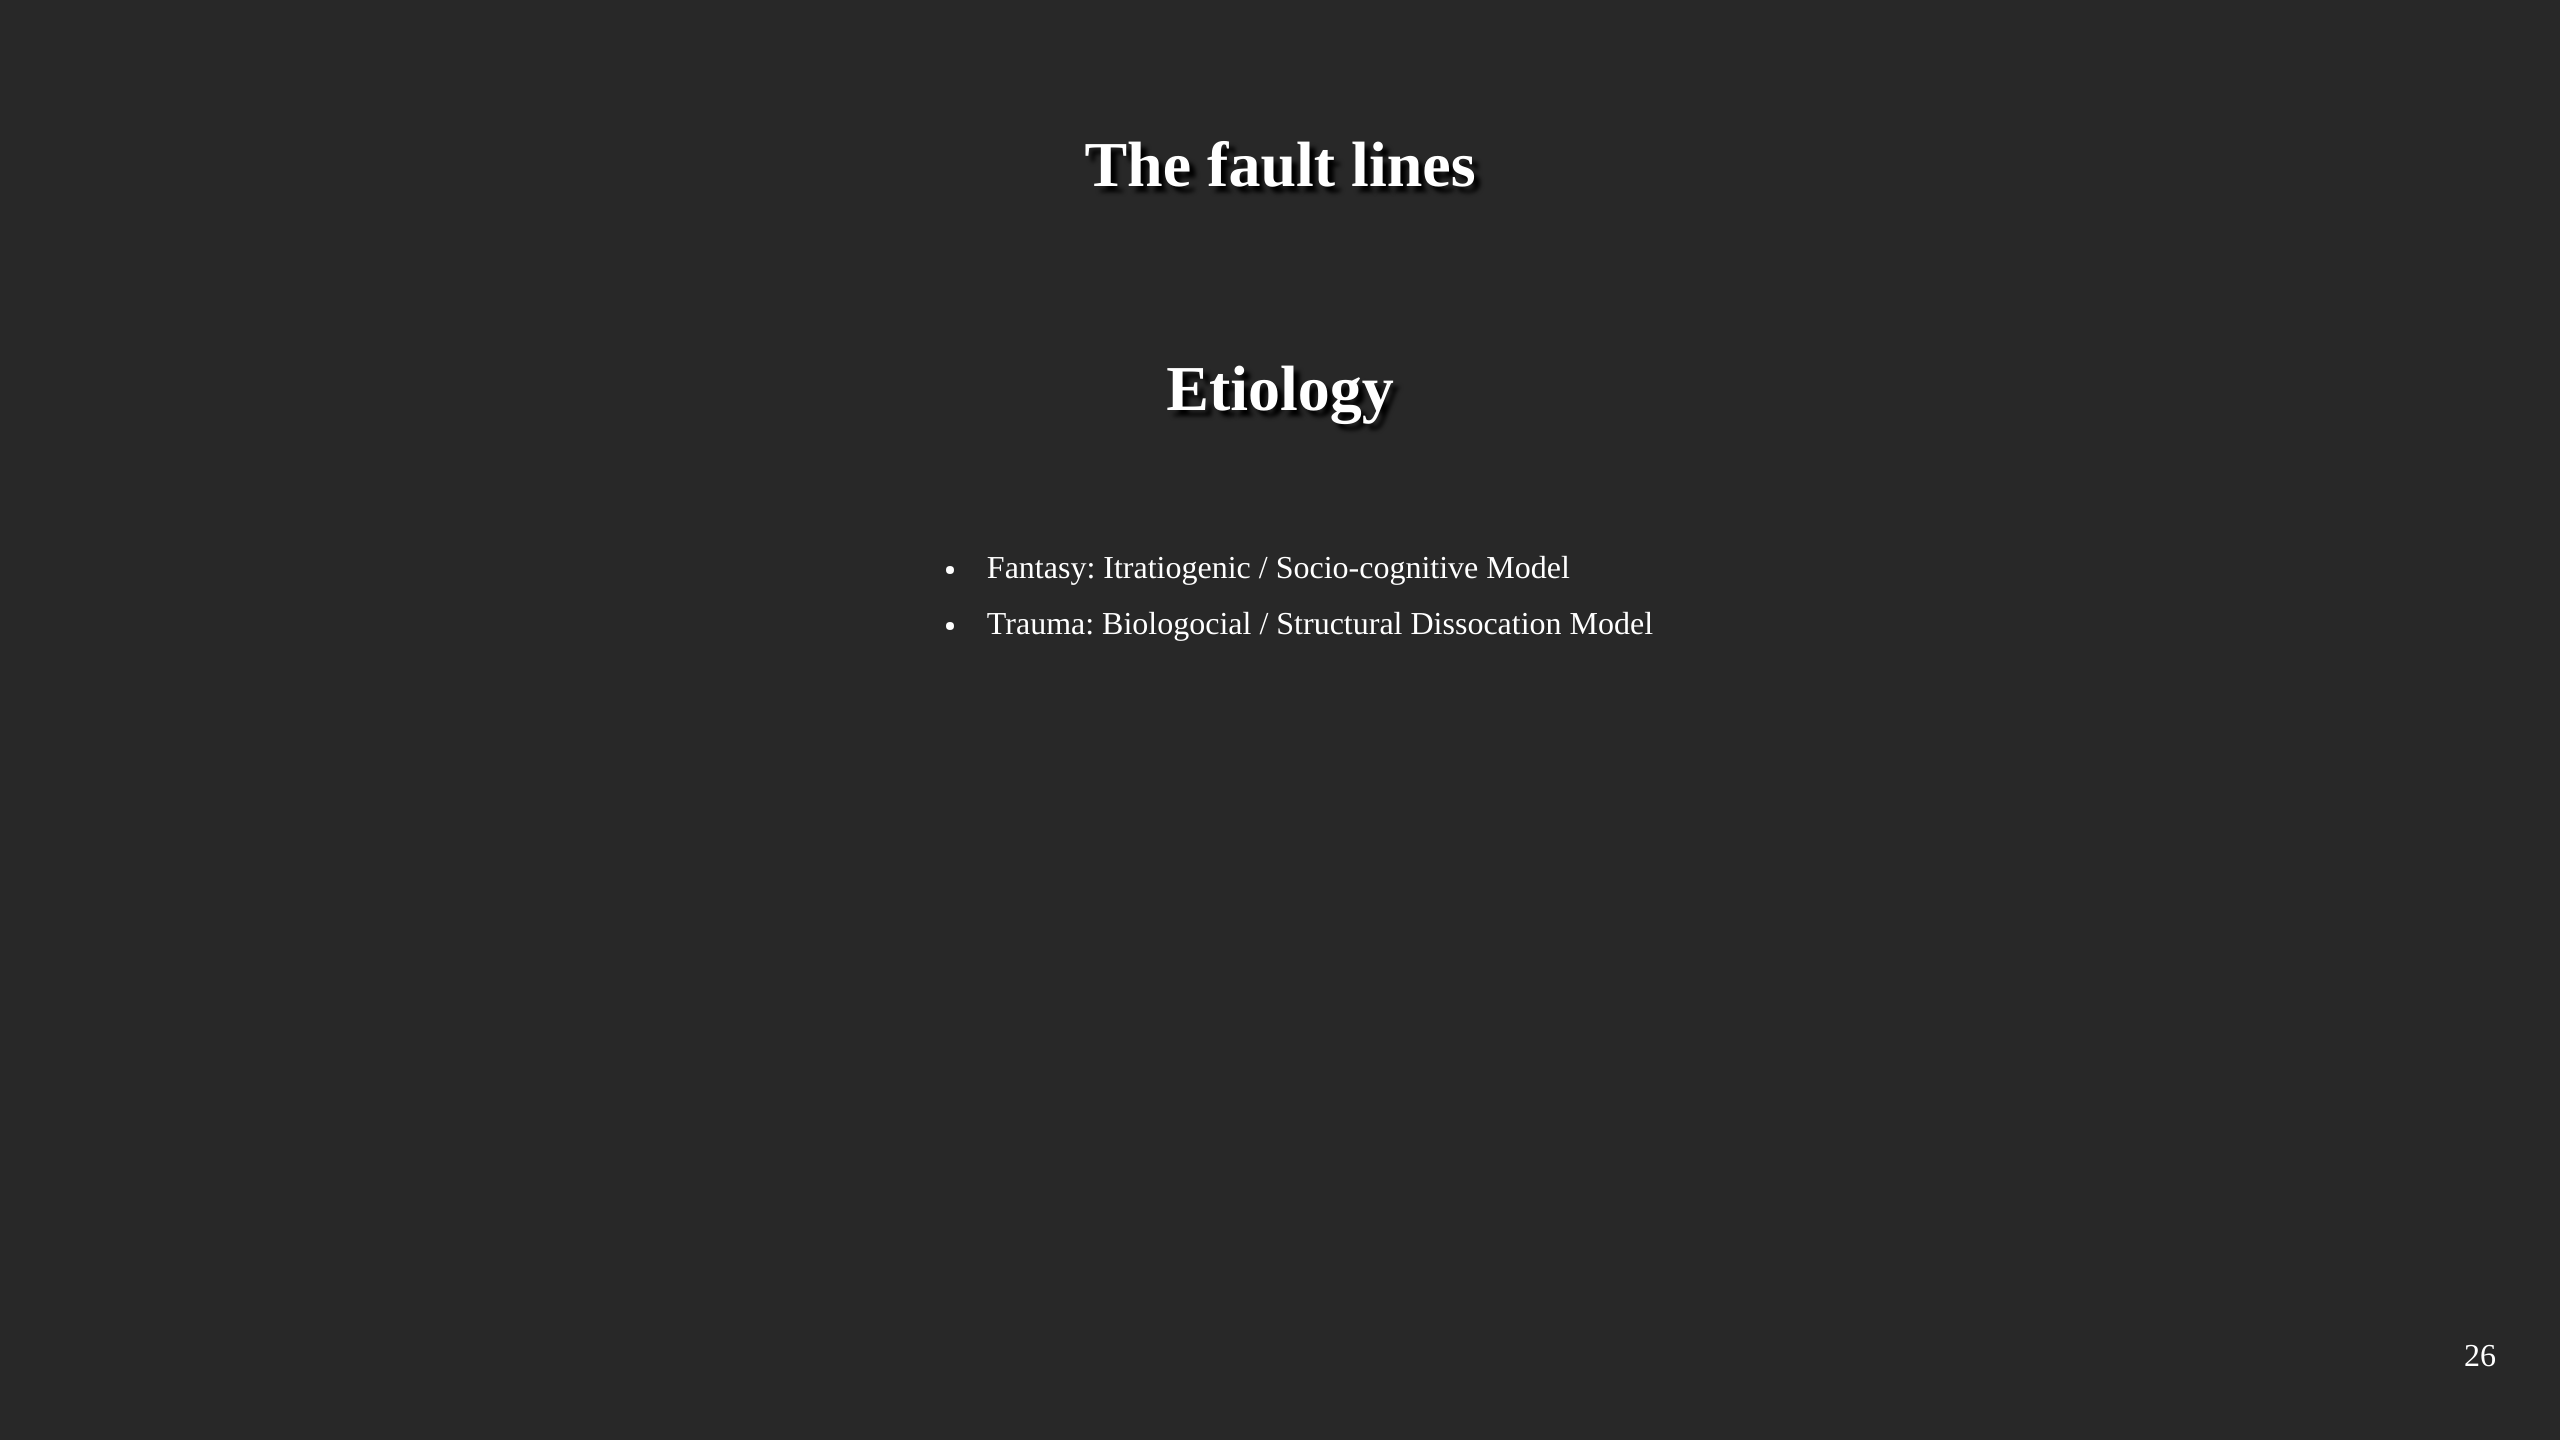 The fault lines
Etiology
• Fantasy: Itratiogenic / Socio-cognitive Model
• Trauma: Biologocial / Structural Dissocation Model
26